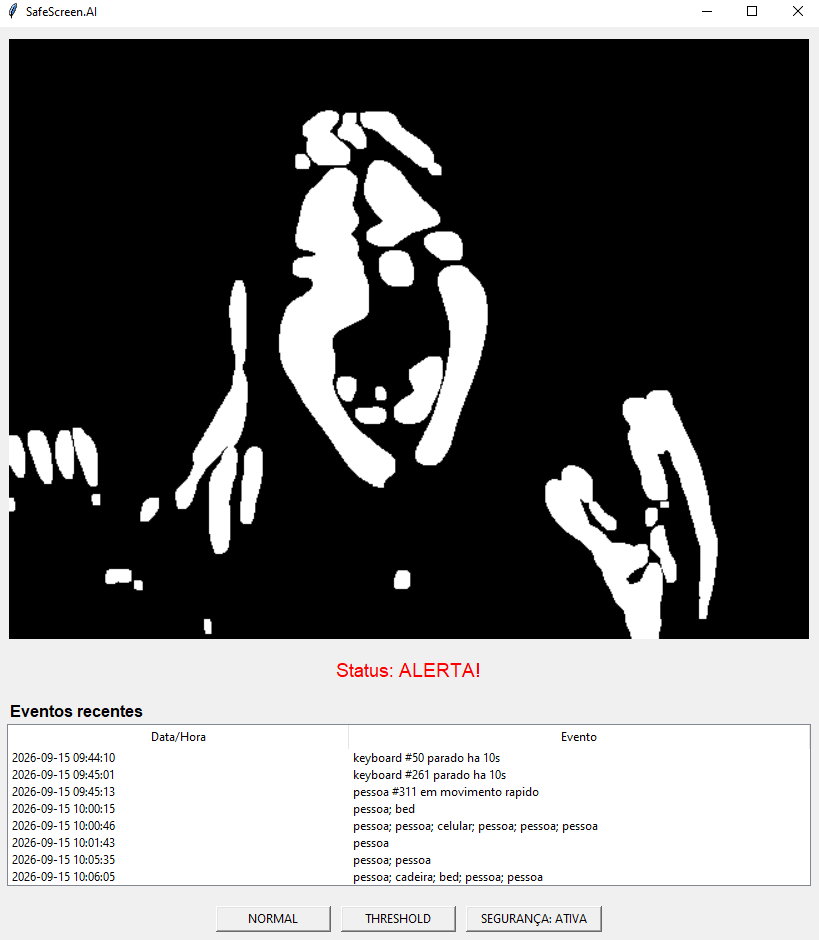 SafeScreen.AI
Status: ALERTA!
Eventos recentes
Data/Hora Evento
2026-09-15 09:44:10 keyboard #50 parado ha 10s
2026-09-15 09:45:01 keyboard #261 parado ha 10s
2026-09-15 09:45:13 pessoa #311 em movimento rapido
2026-09-15 10:00:15 pessoa; bed
2026-09-15 10:00:46 pessoa; pessoa; celular; pessoa; pessoa; pessoa
2026-09-15 10:01:43 pessoa
2026-09-15 10:05:35 pessoa; pessoa
2026-09-15 10:06:05 pessoa; cadeira; bed; pessoa; pessoa
NORMAL THRESHOLD SEGURANÇA: ATIVA